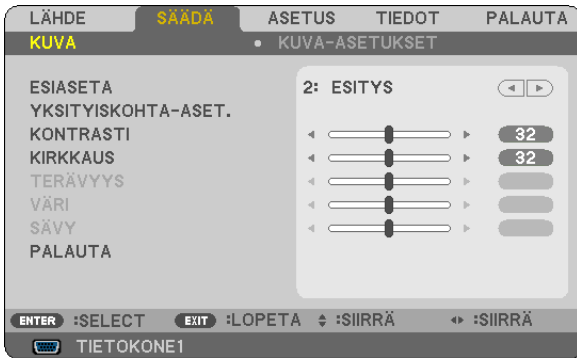 LÄHDE SÄÄDÄ ASETUS TIEDOT PALAUTA
KUVA • KUVA-ASETUKSET
ESIASETA 2: ESITYS
YKSITYISKOHTA-ASET.
KONTRASTI 32
KIRKKAUS 32
TERÄVYYS
VÄRI
SÄVY
PALAUTA
ENTER :SELECT EXIT :LOPETA :SIIRRÄ :SIIRRÄ
TIETOKONE1